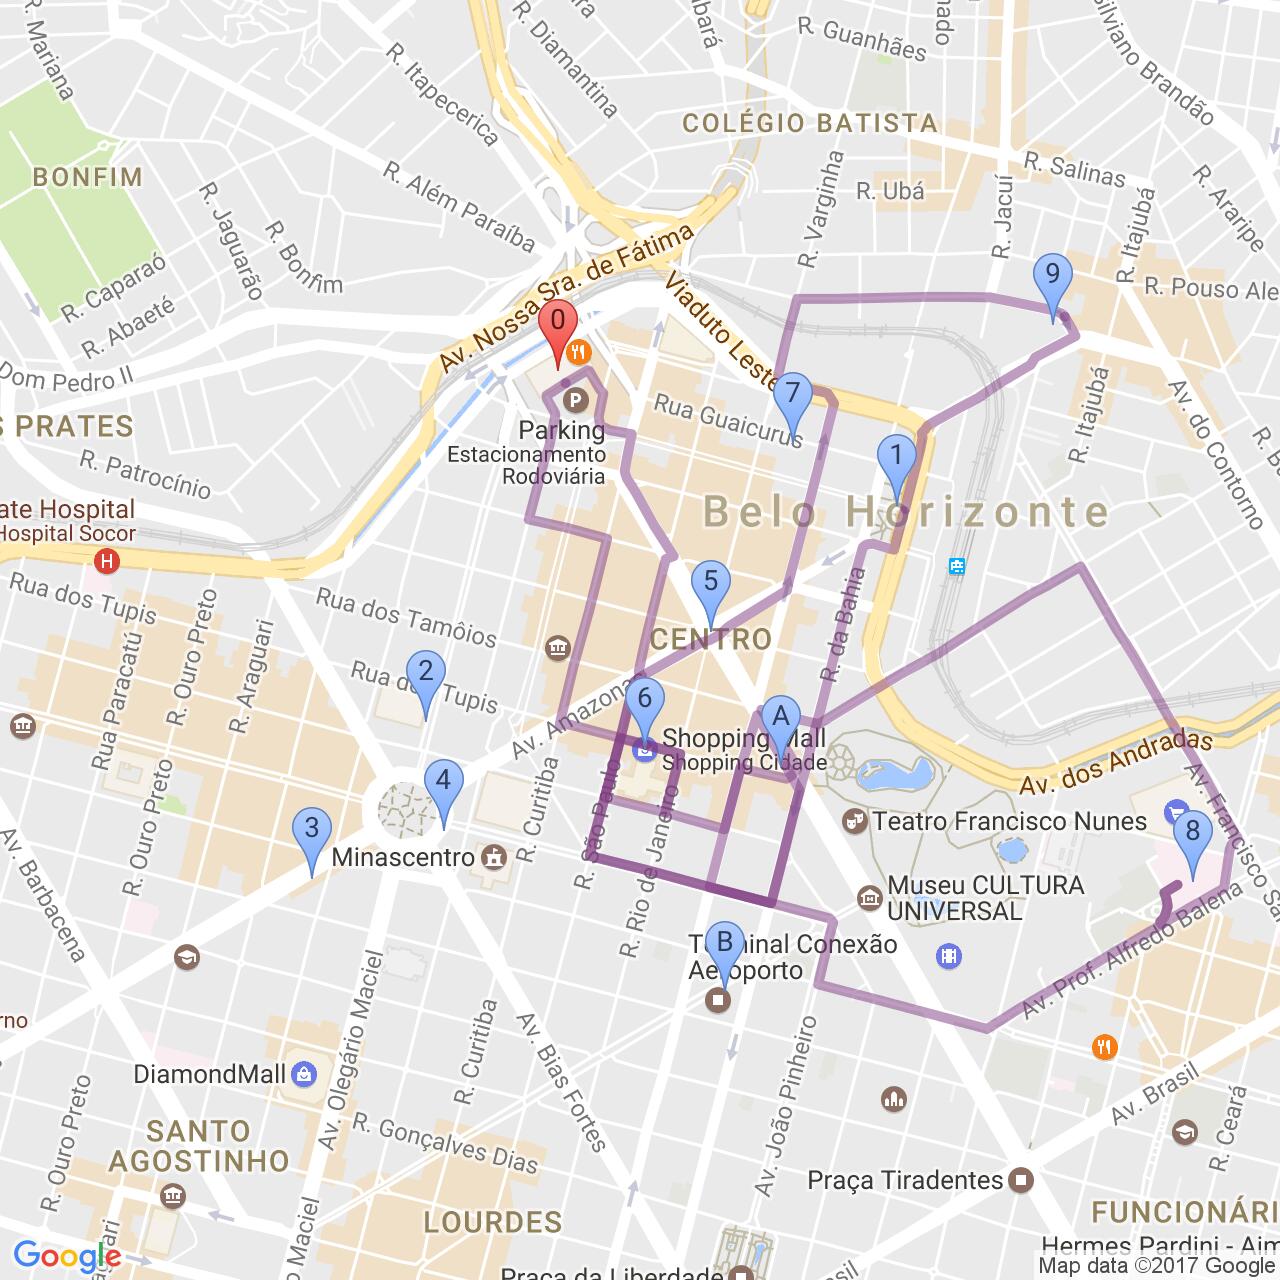 R. Mariana
R. Itapecerica
R. Diamantina
R. Guanhães
Silviano Brandão
COLÉGIO BATISTA
R. Salinas
BONFIM
R. Além Paraíba
R. Varginha
R. Ubá
R. Jacuí
R. Itajubá
R. Araripe
R. Jaguarão
R. Bonfim
R. Caparaó
R. Abaeté
Av. Nossa Sra. de Fátima
Viaduto Leste
R. Pouso Ale
9
0
Dom Pedro II
S PRATES
R. Patrocínio
P
Parking
Estacionamento
Rodoviária
Rua Guaicurus
7
1
R. Itajubá
Av. do Contorno
Belo Horizonte
ate Hospital
Hospital Socor
H
Rua dos Tupis
Rua dos Tamôios
R. Ouro Preto
R. Araguari
Rua Paracatu
5
CENTRO
R. da Bahia
2
Rua dos Tupis
Av. Amazonas
6
A
Shopping Mall
Shopping Cidade
Av. dos Andradas
Av. Francisco Sa
4
3
R. Ouro Preto
R. Curitiba
R. São Paulo
R. Rio de Janeiro
Minascentro
Teatro Francisco Nunes
8
Museu CULTURA
UNIVERSAL
Av. Barbacena
B
Terminal Conexão
Aeroporto
Av. Prof. Alfredo Balena
rno
Av. Olegário Maciel
R. Curitiba
Av. Bias Fortes
Av. João Pinheiro
DiamondMall
R. Ouro Preto
SANTO
AGOSTINHO
R. Gonçalves Dias
Av. Brasil
R. Ceará
Praça Tiradentes
LOURDES
FUNCIONÁRI
Hermes Pardini - Aim
Google
Maciel
Praça da Liberdade
Map data ©2017 Google